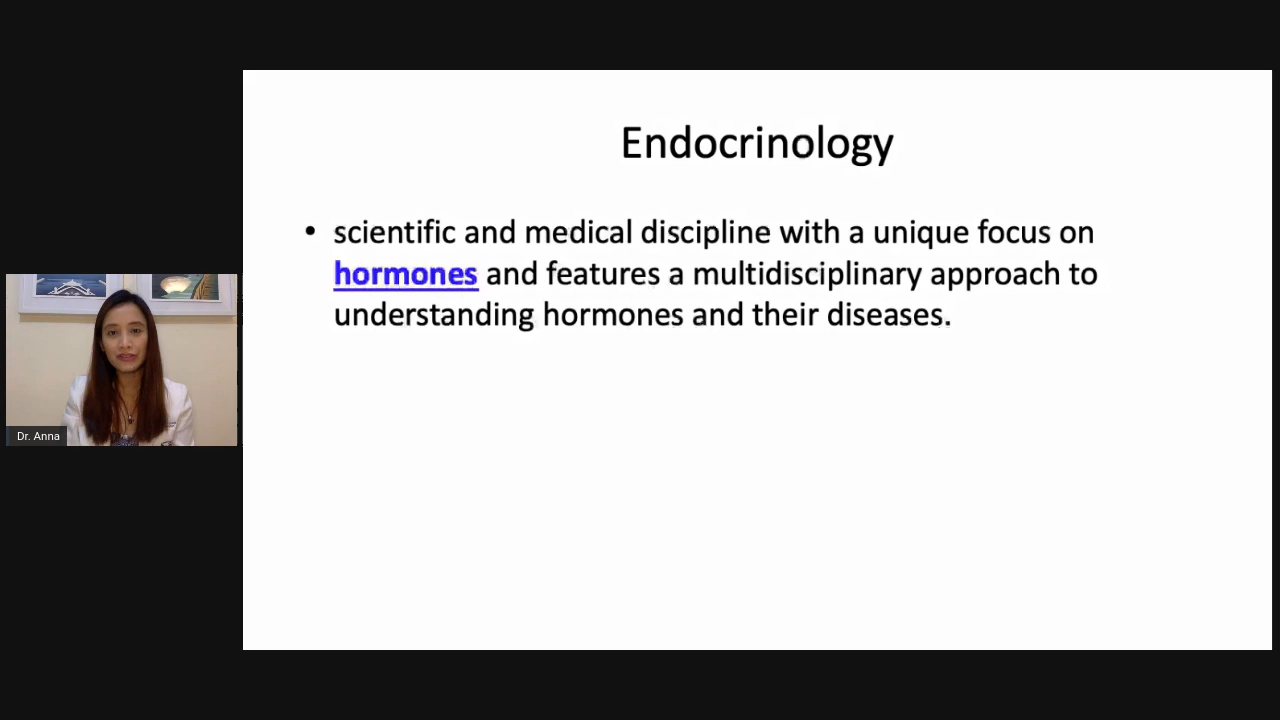 Endocrinology
• scientific and medical discipline with a unique focus on
hormones and features a multidisciplinary approach to
understanding hormones and their diseases.
Dr. Anna